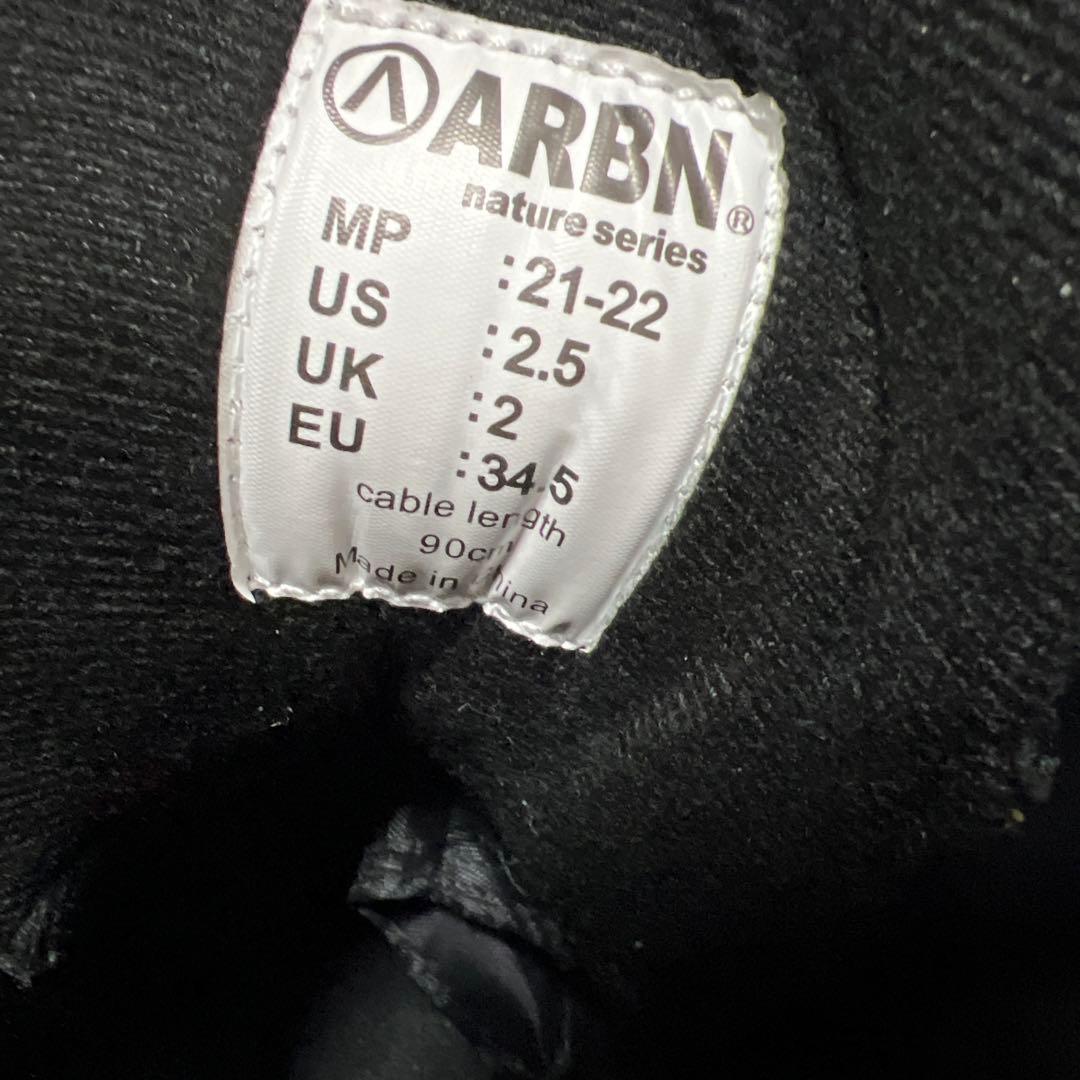 ARBN®
nature series
MP :21-22
US :2.5
UK :2
EU :34.5
cable length
90cm
Made in China